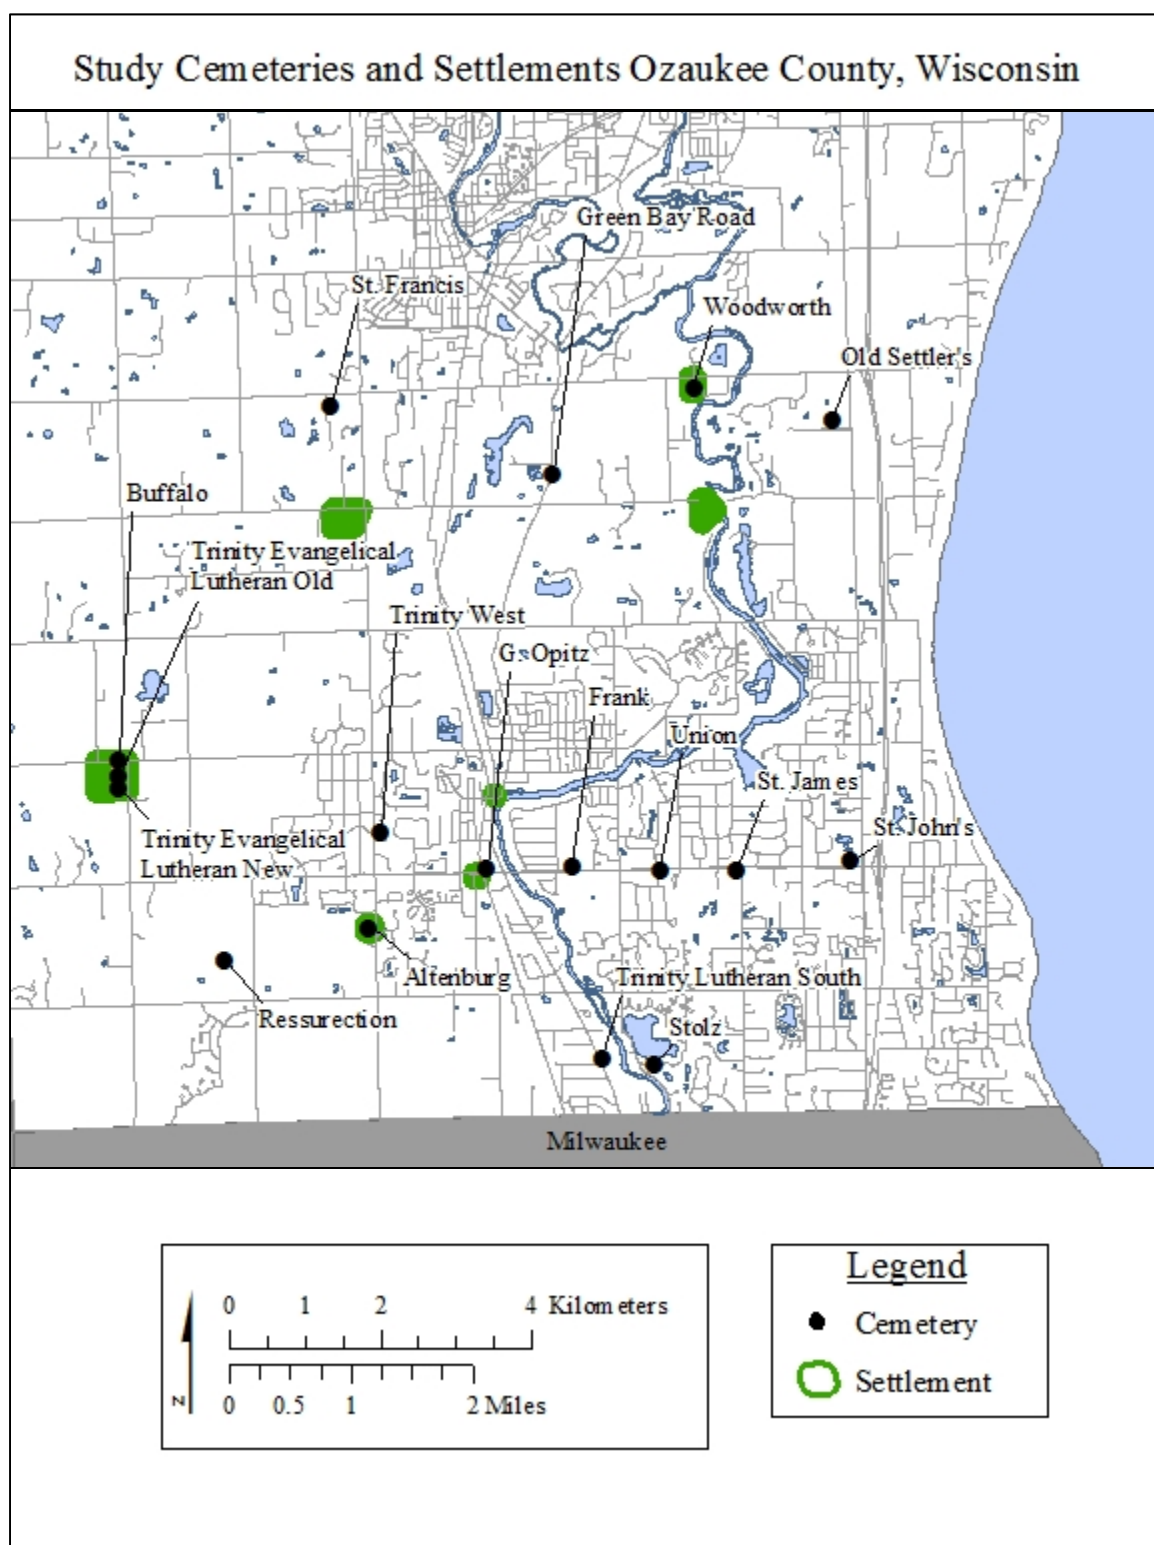 Study Cemeteries and Settlements Ozaukee County, Wisconsin
Green Bay Road
St. Francis
Woodworth
Old Settler's
Buffalo
Trinity Evangelical
Lutheran Old
Trinity West
G. Opitz
Frank
Union
St. James
St. John's
Trinity Evangelical
Lutheran New
Altenburg
Trinity Lutheran South
Ressurection
Stolz
Milwaukee
0 1 2 4 Kilometers
0 0.5 1 2 Miles
N
Legend
Cemetery
Settlement